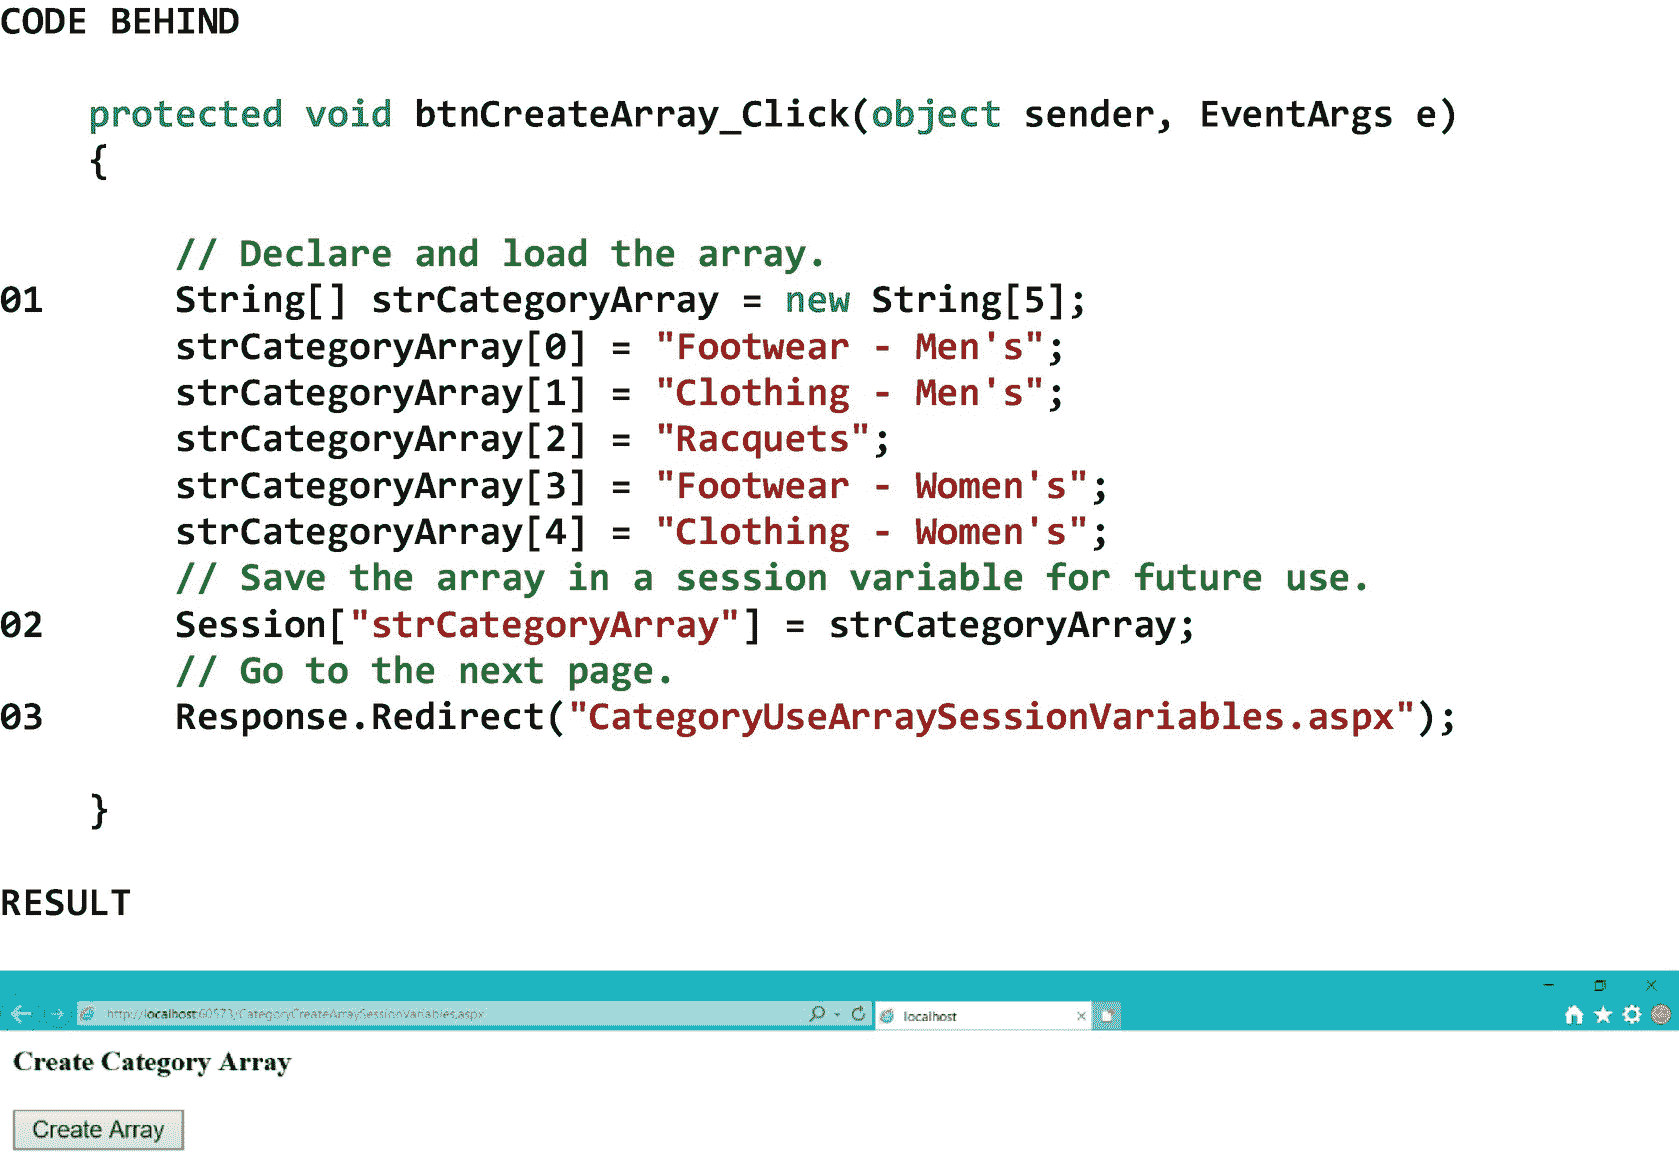 CODE BEHIND
protected void btnCreateArray_Click(object sender, EventArgs e)
{
// Declare and load the array.
01 String[] strCategoryArray = new String[5];
strCategoryArray[0] = "Footwear - Men's";
strCategoryArray[1] = "Clothing - Men's";
strCategoryArray[2] = "Racquets";
strCategoryArray[3] = "Footwear - Women's";
strCategoryArray[4] = "Clothing - Women's";
// Save the array in a session variable for future use.
02 Session["strCategoryArray"] = strCategoryArray;
// Go to the next page.
03 Response.Redirect("CategoryUseArraySessionVariables.aspx");
}
RESULT
http://localhost:60573/CategoryCreateArraySessionVariables.aspx localhost
Create Category Array
Create Array